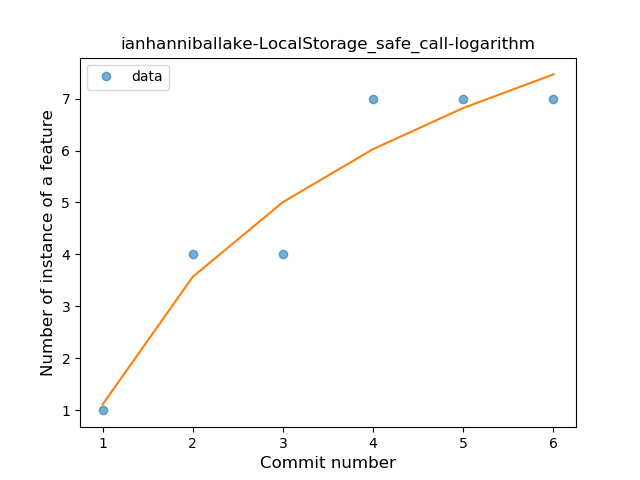 ianhanniballake-LocalStorage_safe_call-logarithm
data
Number of instance of a feature
7
6
5
4
3
2
1
1 2 3 4 5 6
Commit number